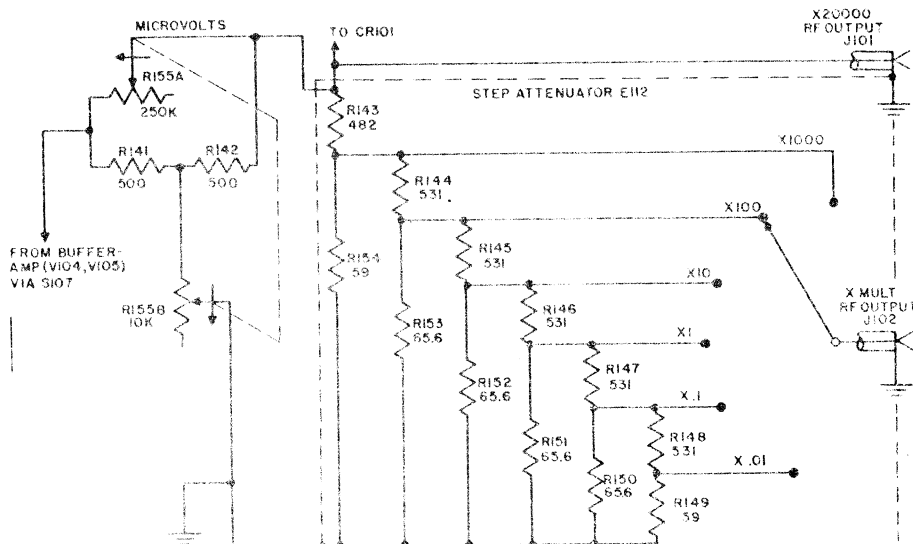 MICROVOLTS
TO CR101
X20000
RF OUTPUT
J101
R155A
250K
STEP ATTENUATOR E112
R143
482
R141
500
R142
500
X1000
R144
531
X100
FROM BUFFER-
AMP (V104, V105)
VIA S107
R154
59
R145
531
X10
R155B
10K
R153
65.6
R146
531
X MULT
RF OUTPUT
J102
X1
R152
65.6
R147
531
X.1
R151
65.6
R148
531
X.01
R150
65.6
R149
59